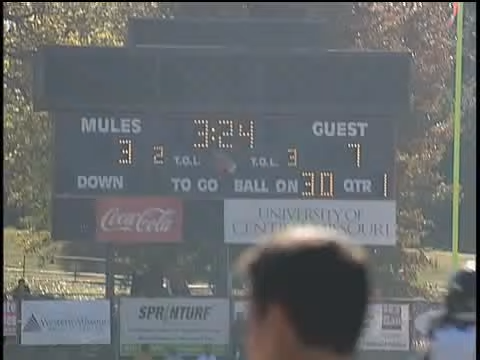 3:24
MULES GUEST
3 2 T.O.L T.O.L 3 7
DOWN TO GO BALL ON 30 QTR 1
Coca-Cola
UNIVERSITY OF
CENTRAL MISSOURI
SPRINTURF